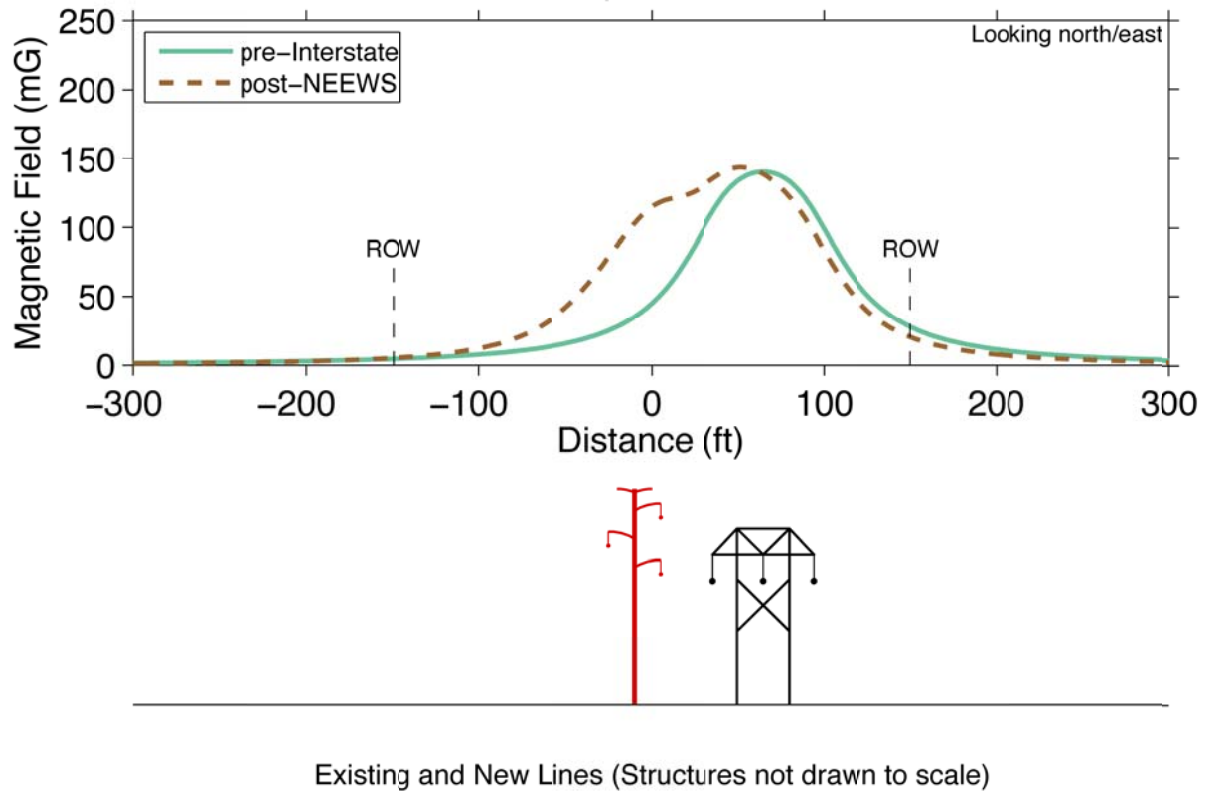 250
200
150
100
50
0
Magnetic Field (mG)
pre-Interstate
post-NEEWS
Looking north/east
ROW
ROW
-300 -200 -100 0 100 200 300
Distance (ft)
Existing and New Lines (Structures not drawn to scale)